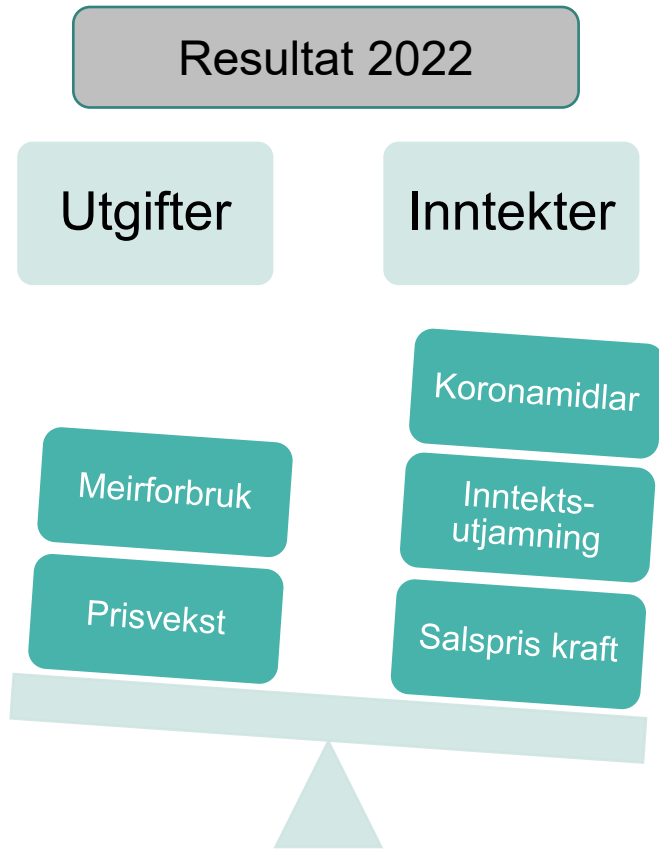 Resultat 2022
Utgifter
Inntekter
Koronamidlar
Meirforbruk
Inntekts-
utjamning
Prisvekst
Salspris kraft